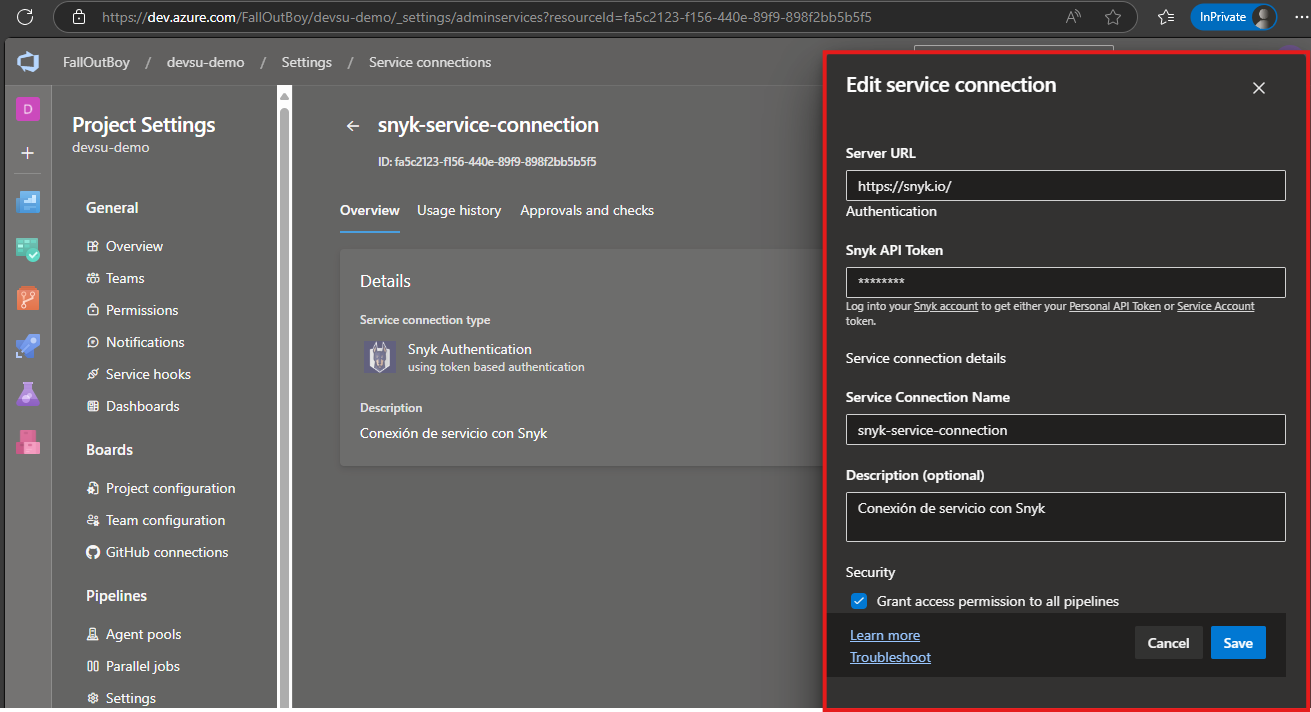 https://dev.azure.com/FallOutBoy/devsu-demo/_settings/adminservices?resourceId=fa5c2123-f156-440e-89f9-898f2bb5b5f5
InPrivate
FallOutBoy / devsu-demo / Settings / Service connections
D
Project Settings
devsu-demo
General
Overview
Teams
Permissions
Notifications
Service hooks
Dashboards
Boards
Project configuration
Team configuration
GitHub connections
Pipelines
Agent pools
Parallel jobs
Settings
snyk-service-connection
ID: fa5c2123-f156-440e-89f9-898f2bb5b5f5
Overview Usage history Approvals and checks
Details
Service connection type
Snyk Authentication
using token based authentication
Description
Conexión de servicio con Snyk
Edit service connection
Server URL
https://snyk.io/
Authentication
Snyk API Token
********
Log into your Snyk account to get either your Personal API Token or Service Account
token.
Service connection details
Service Connection Name
snyk-service-connection
Description (optional)
Conexión de servicio con Snyk
Security
Grant access permission to all pipelines
Learn more
Troubleshoot
Cancel
Save